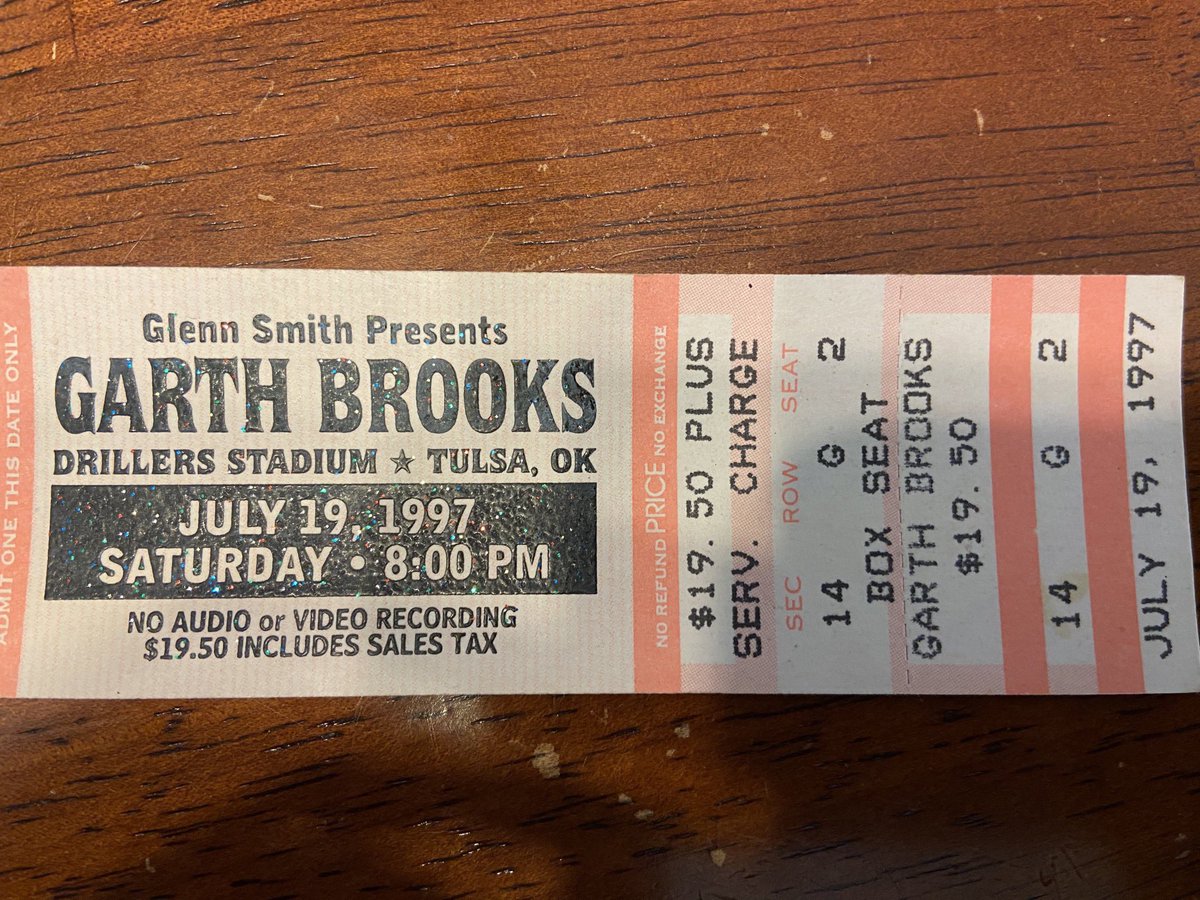 ADMIT ONE THIS DATE ONLY
Glenn Smith Presents
GARTH BROOKS
DRILLERS STADIUM ★ TULSA, OK
JULY 19, 1997
SATURDAY • 8:00 PM
NO AUDIO or VIDEO RECORDING
$19.50 INCLUDES SALES TAX
NO REFUND PRICE NO EXCHANGE
$19.50 PLUS
SERV. CHARGE
SEC ROW SEAT
14 G 2
BOX SEAT
GARTH BROOKS
$19.50
14 G 2
JULY 19, 1997